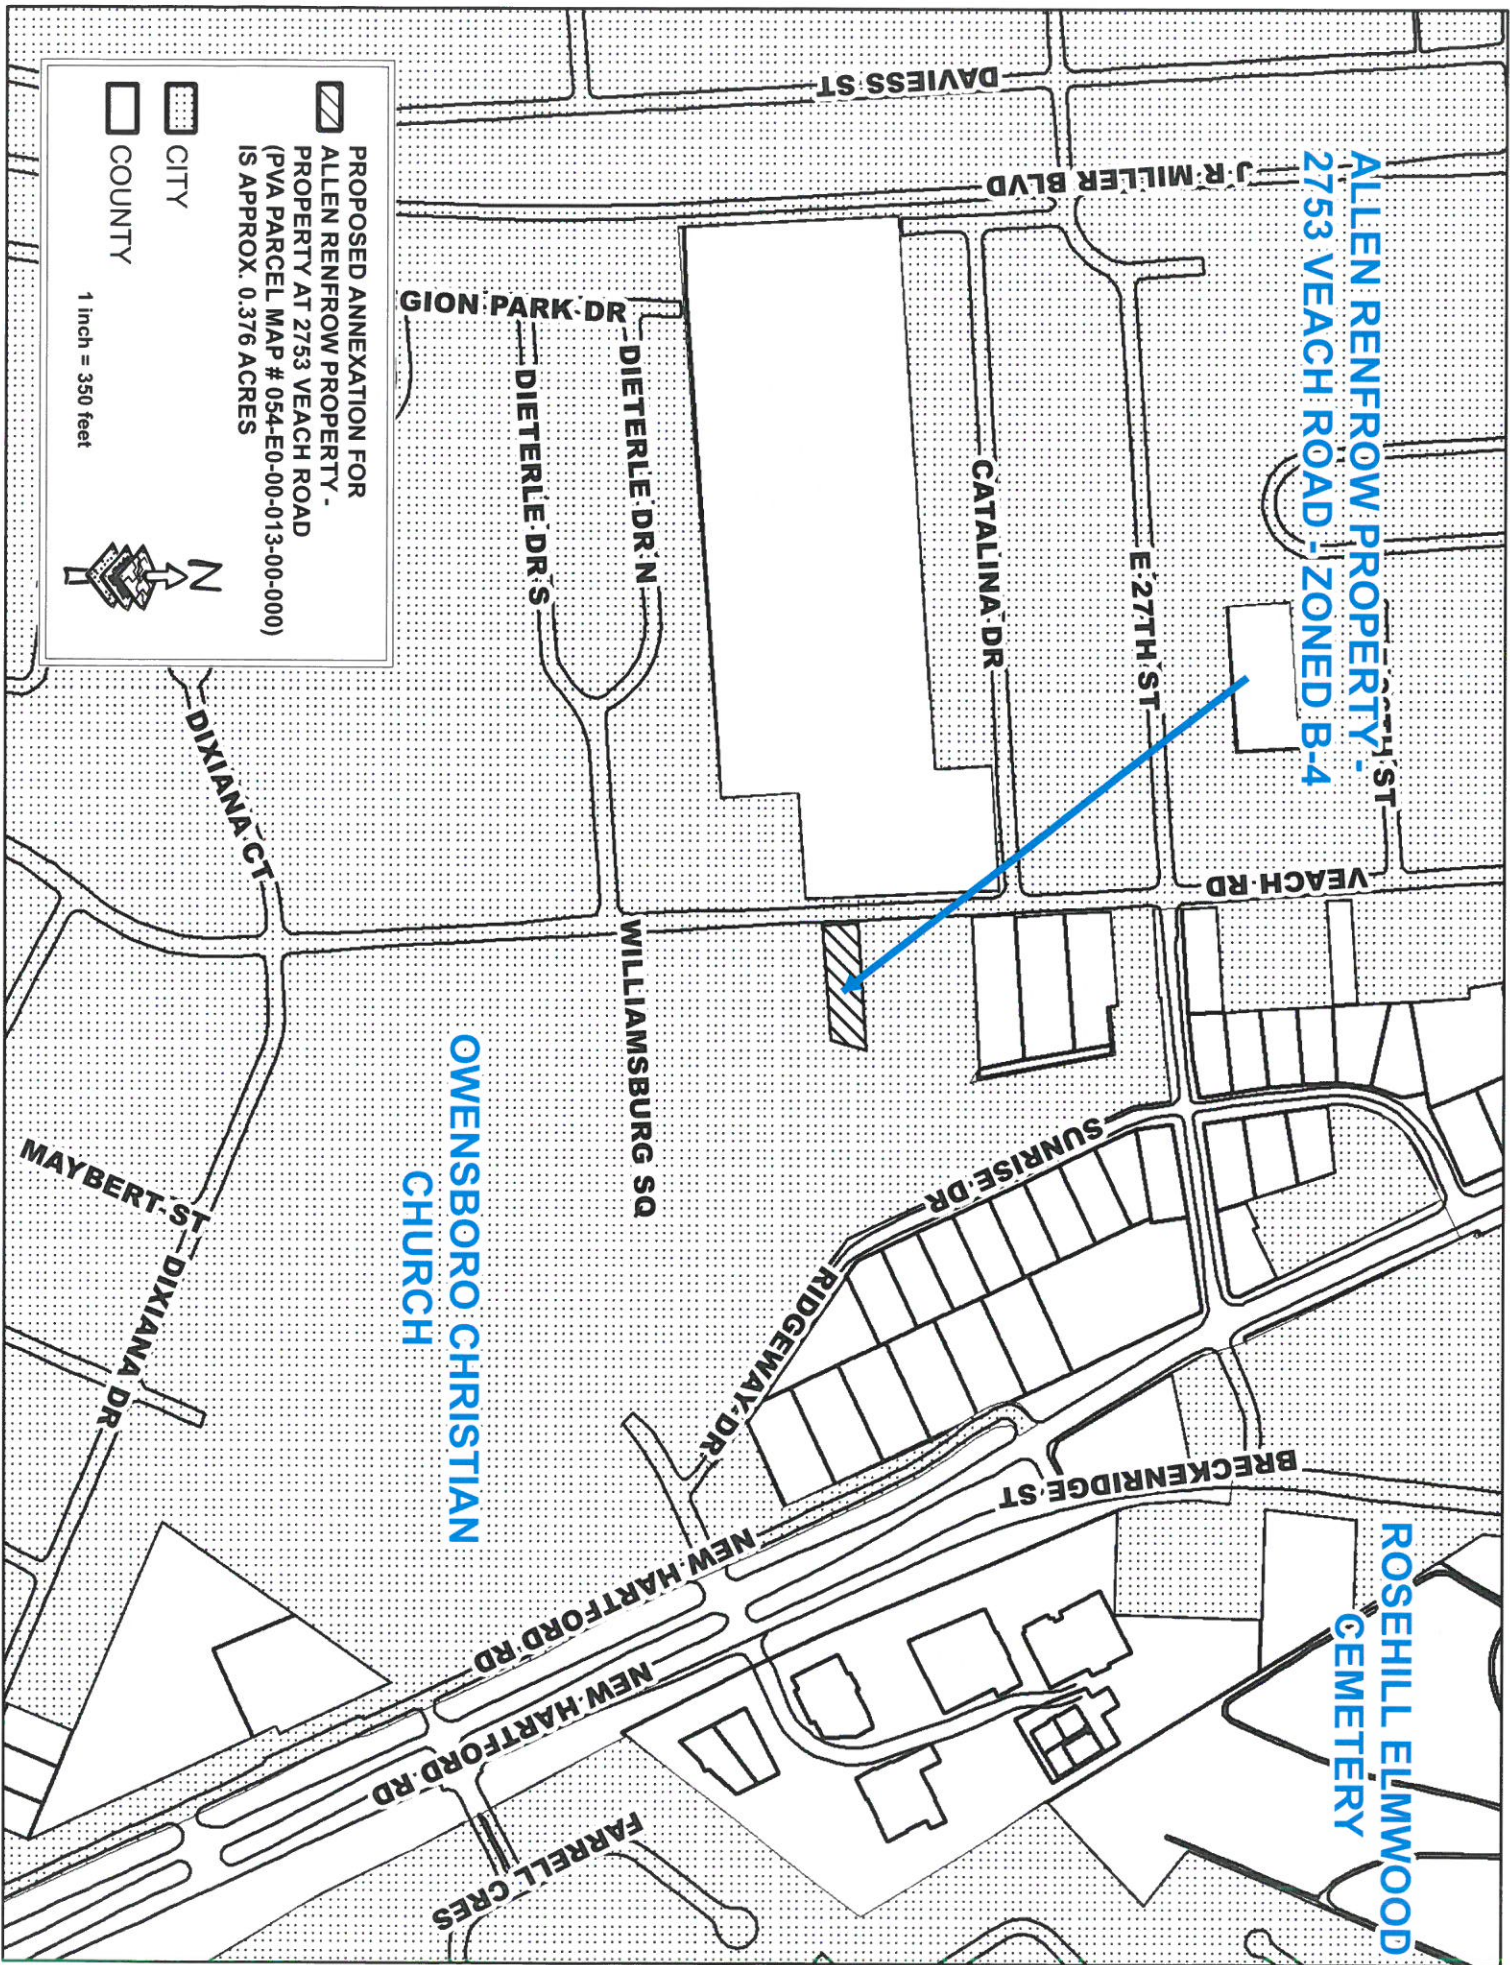 ALLEN RENFROW PROPERTY -
2753 VEACH ROAD - ZONED B-4
ROSEHILL ELMWOOD
CEMETERY
OWENSBORO CHRISTIAN
CHURCH
DAVIESS ST
J R MILLER BLVD
GION PARK DR
DIETERLE DR N
DIETERLE DR S
CATALINA DR
E 27TH ST
TH ST
VEACH RD
WILLIAMSBURG SQ
SUNRISE DR
RIDGEWAY DR
BRECKENRIDGE ST
NEW HARTFORD RD
NEW HARTFORD RD
FARRELL CRES
DIXIANA CT
MAYBERT ST
DIXIANA DR
PROPOSED ANNEXATION FOR
ALLEN RENFROW PROPERTY -
PROPERTY AT 2753 VEACH ROAD
(PVA PARCEL MAP # 054-E0-00-013-00-000)
IS APPROX. 0.376 ACRES
CITY
COUNTY
1 inch = 350 feet
N